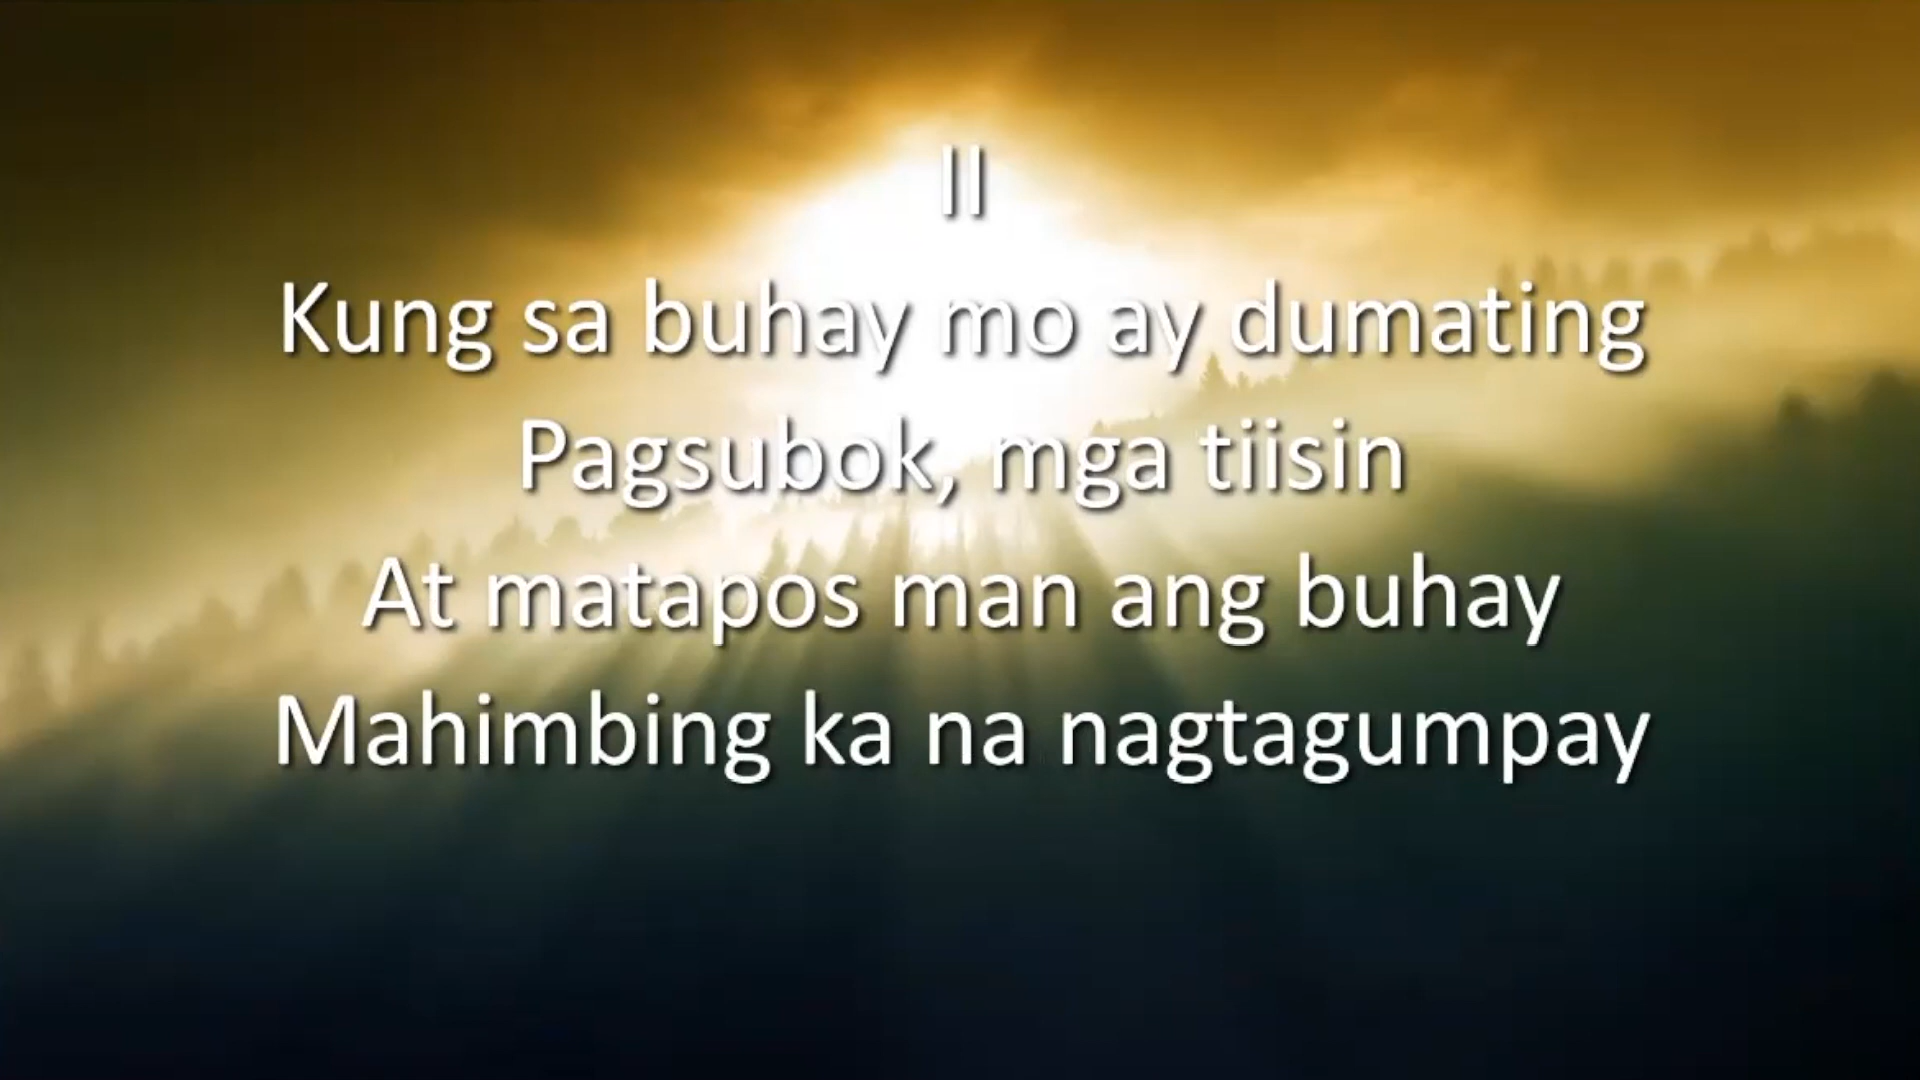 II
Kung sa buhay mo ay dumating
Pagsubok, mga tiisin
At matapos man ang buhay
Mahimbing ka na nagtagumpay